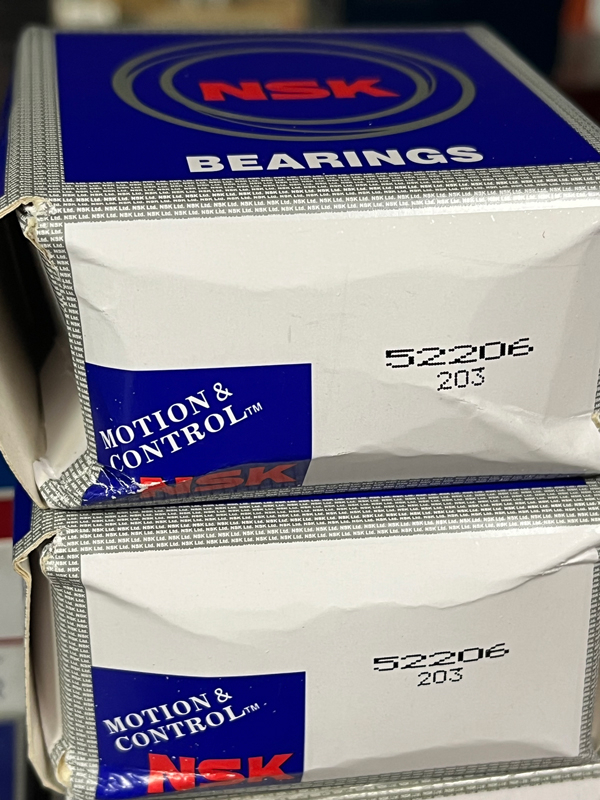 NSK
BEARINGS
52206
203
MOTION &
CONTROL™
NSK
52206
203
MOTION &
CONTROL™
NSK